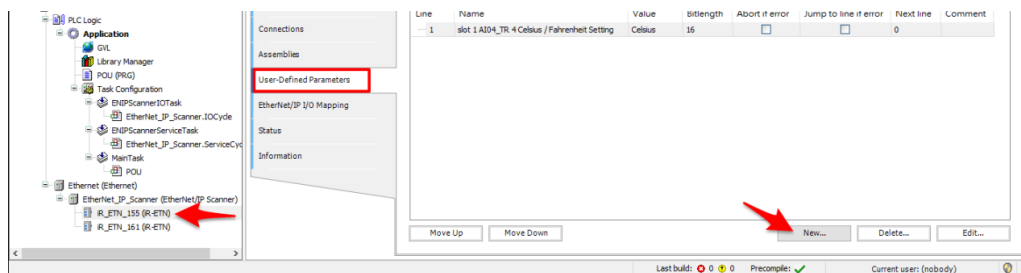 PLC Logic
Application
GVL
Library Manager
POU (PRG)
Task Configuration
ENIPScannerIOTask
EtherNet_IP_Scanner.IOCycle
ENIPScannerServiceTask
EtherNet_IP_Scanner.ServiceCyc
MainTask
POU
Ethernet (Ethernet)
EtherNet_IP_Scanner (EtherNet/IP Scanner)
iR_ETN_155 (iR-ETN)
iR_ETN_161 (iR-ETN)
Connections
Assemblies
User-Defined Parameters
EtherNet/IP I/O Mapping
Status
Information
Line Name Value Bitlength Abort if error Jump to line if error Next line Comment
1 slot 1 AI04_TR 4 Celsius / Fahrenheit Setting Celsius 16 0
Move Up Move Down New... Delete... Edit...
Last build: 0 0 Precompile: Current user: (nobody)